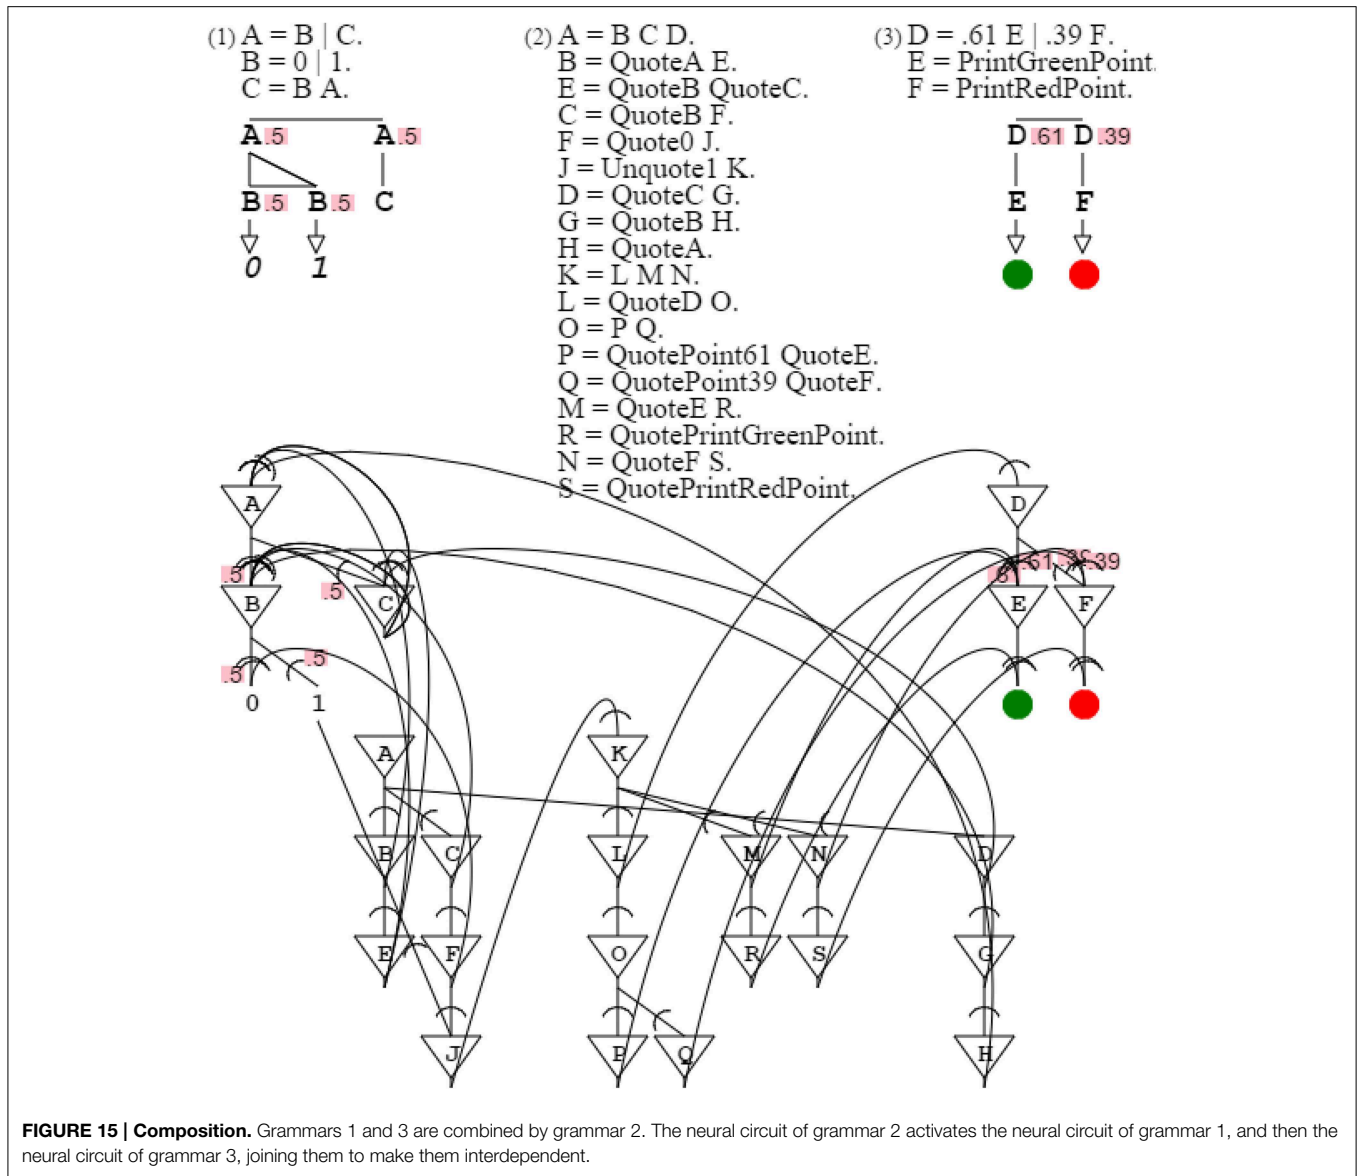 (1) A = B | C.
B = 0 | 1.
C = B A.
A .5 A .5
B .5 B .5 C
0 1
(2) A = B C D.
B = QuoteA E.
E = QuoteB QuoteC.
C = QuoteB F.
F = Quote0 J.
J = Unquote1 K.
D = QuoteC G.
G = QuoteB H.
H = QuoteA.
K = L M N.
L = QuoteD O.
O = P Q.
P = QuotePoint61 QuoteE.
Q = QuotePoint39 QuoteF.
M = QuoteE R.
R = QuotePrintGreenPoint.
N = QuoteF S.
S = QuotePrintRedPoint.
(3) D = .61 E | .39 F.
E = PrintGreenPoint.
F = PrintRedPoint.
D .61 D .39
E F
A D
.5 .5 .61 .61 .39 .39
B C E F
.5 .5
0 1
A K
B C L M N D
E F O R S G
J P Q H
FIGURE 15 | Composition. Grammars 1 and 3 are combined by grammar 2. The neural circuit of grammar 2 activates the neural circuit of grammar 1, and then the
neural circuit of grammar 3, joining them to make them interdependent.